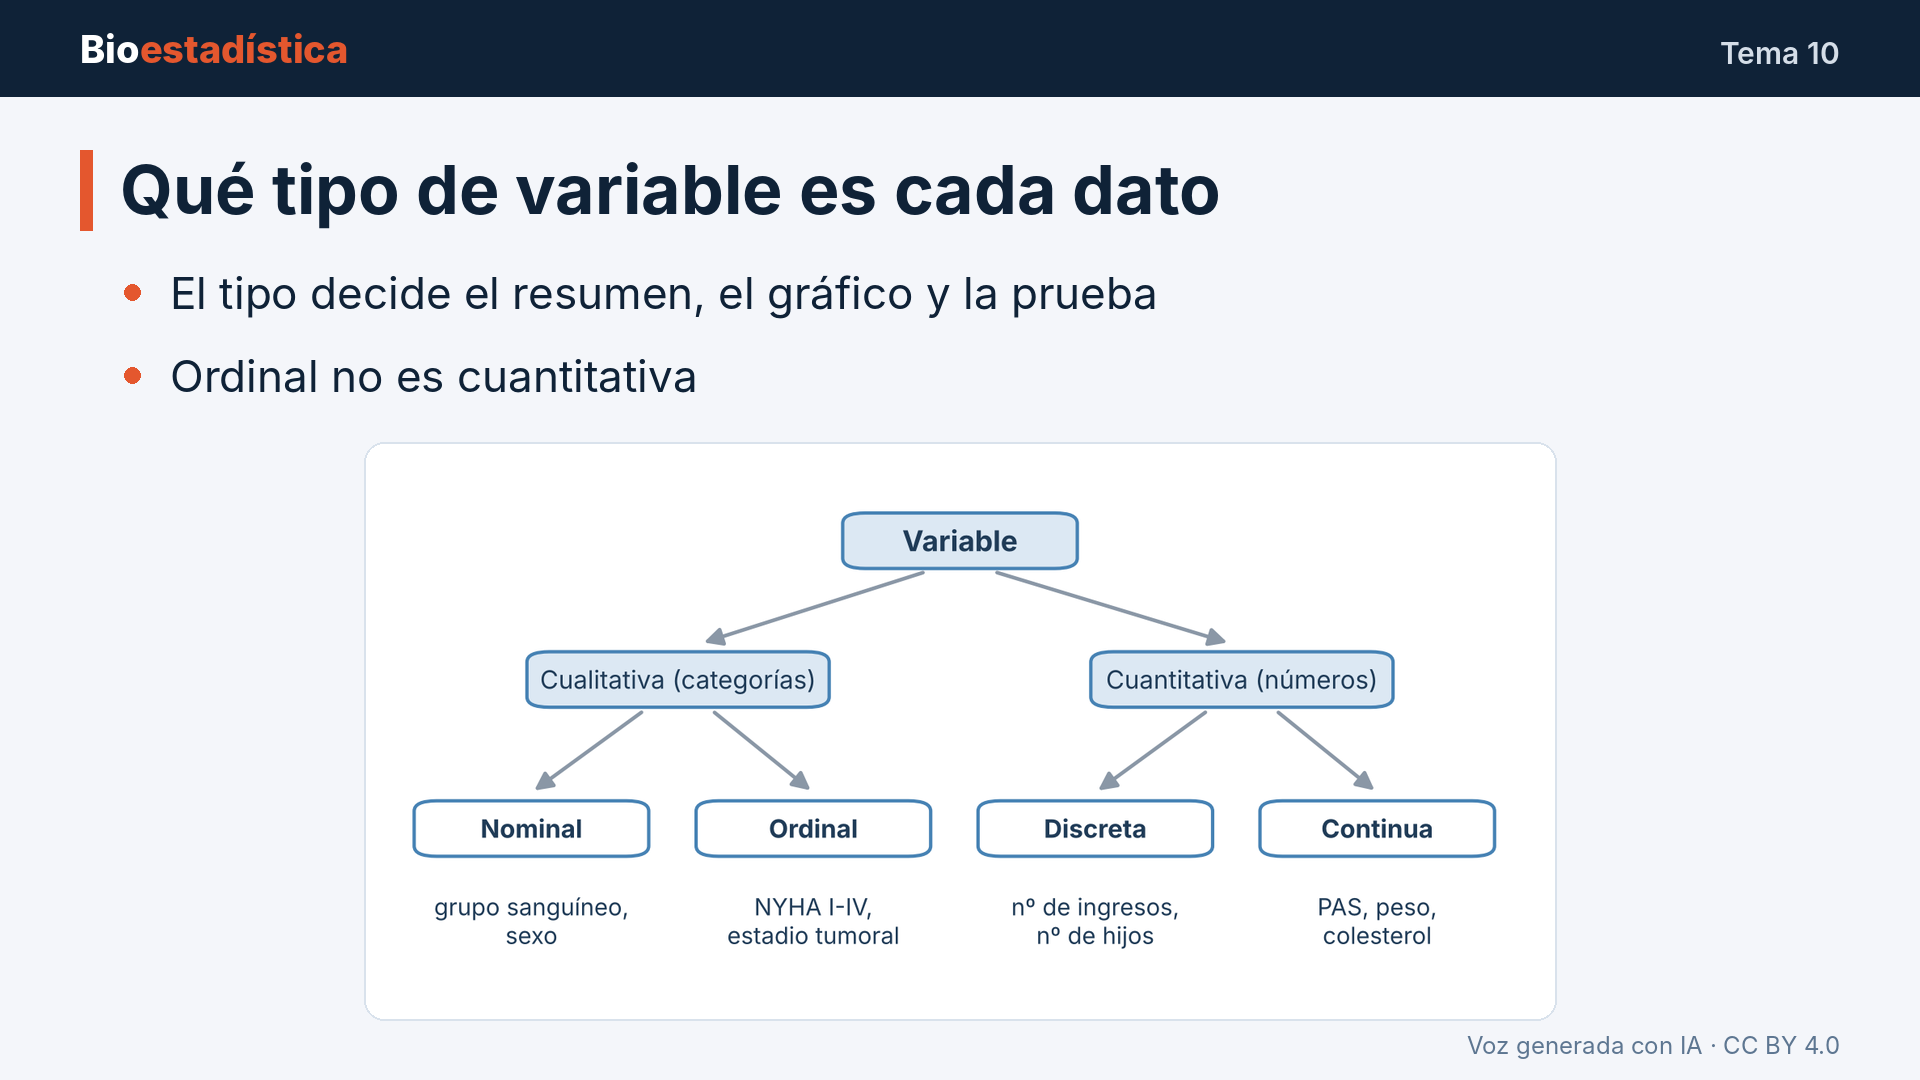 Bioestadística
Tema 10
Qué tipo de variable es cada dato
El tipo decide el resumen, el gráfico y la prueba
Ordinal no es cuantitativa
Variable
Cualitativa (categorías)
Cuantitativa (números)
Nominal
Ordinal
Discreta
Continua
grupo sanguíneo,
sexo
NYHA I-IV,
estadio tumoral
nº de ingresos,
nº de hijos
PAS, peso,
colesterol
Voz generada con IA · CC BY 4.0